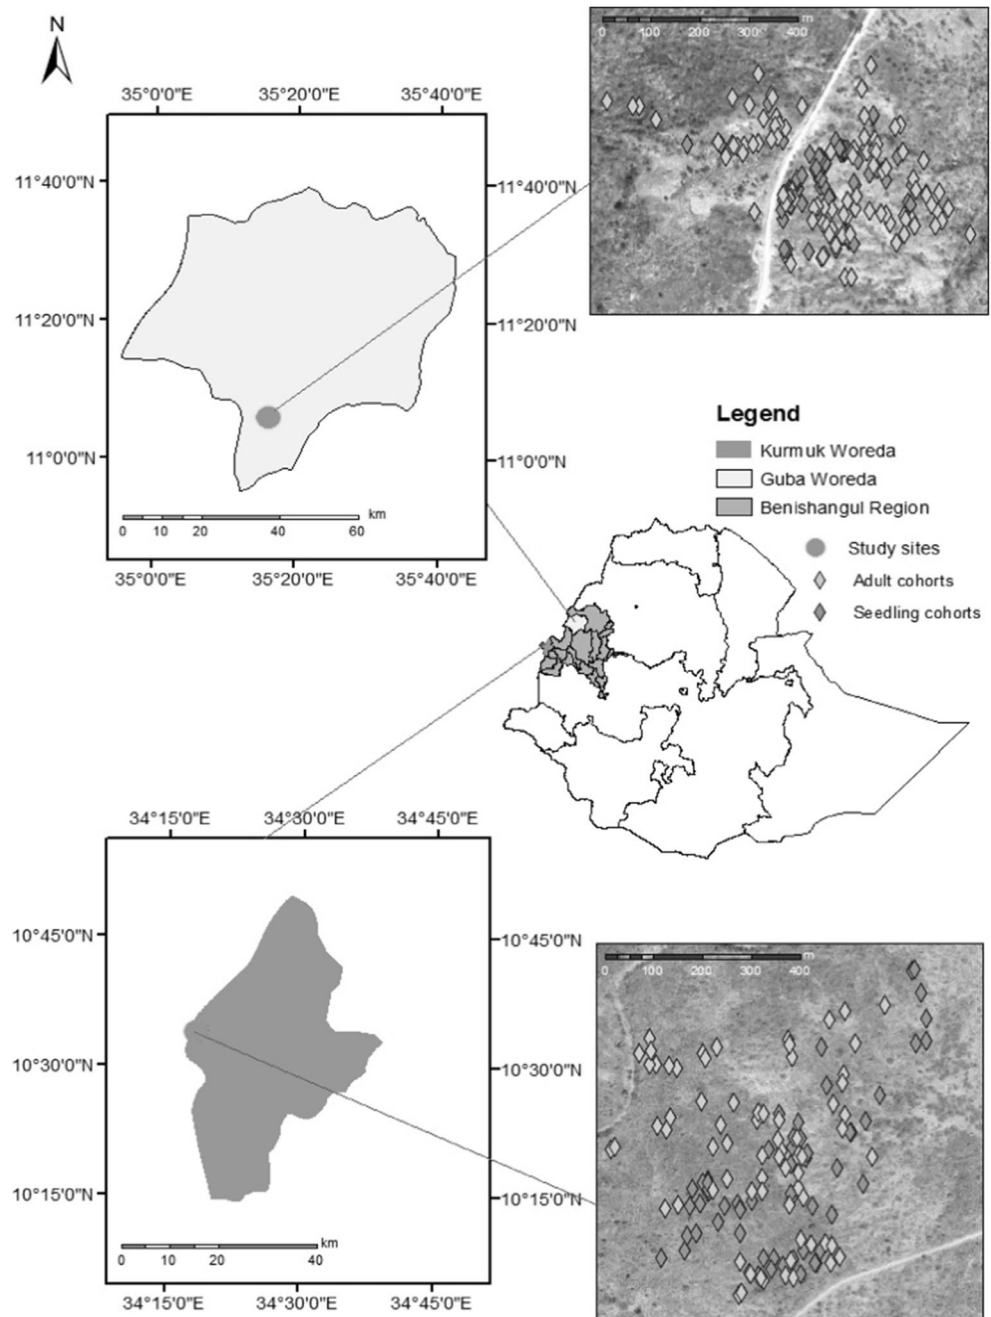 N
35°0'0"E 35°20'0"E 35°40'0"E
11°40'0"N 11°40'0"N
11°20'0"N 11°20'0"N
11°0'0"N 11°0'0"N
0 10 20 40 60 km
35°0'0"E 35°20'0"E 35°40'0"E
0 100 200 300 400 m
Legend
Kurmuk Woreda
Guba Woreda
Benishangul Region
Study sites
Adult cohorts
Seedling cohorts
34°15'0"E 34°30'0"E 34°45'0"E
10°45'0"N 10°45'0"N
10°30'0"N 10°30'0"N
10°15'0"N 10°15'0"N
0 10 20 40 km
34°15'0"E 34°30'0"E 34°45'0"E
0 100 200 300 400 m